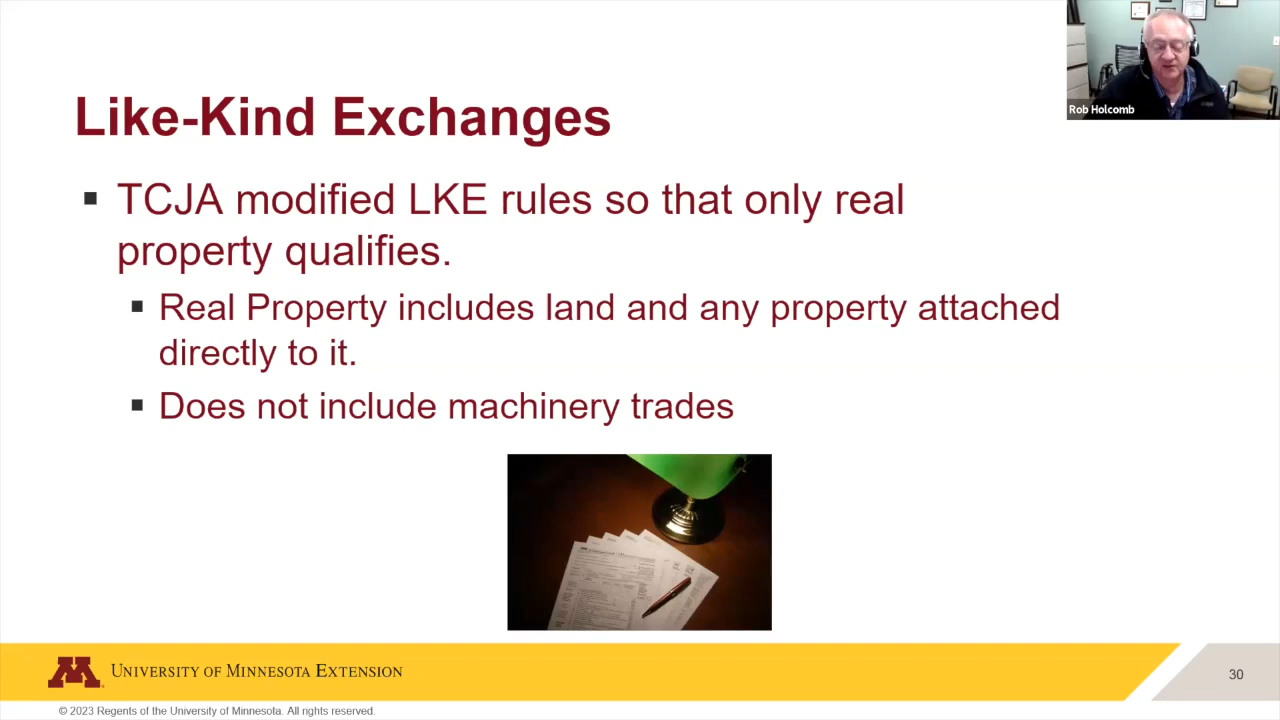 Rob Holcomb
Like-Kind Exchanges
TCJA modified LKE rules so that only real
property qualifies.
Real Property includes land and any property attached
directly to it.
Does not include machinery trades
UNIVERSITY OF MINNESOTA EXTENSION
30
© 2023 Regents of the University of Minnesota. All rights reserved.